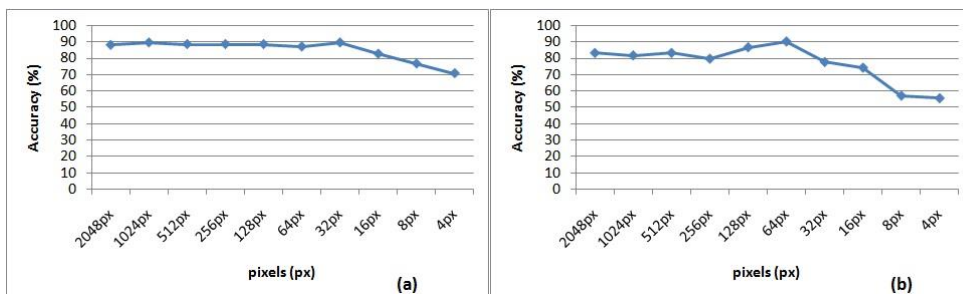 100
90
80
70
60
50
40
30
20
10
0
Accuracy (%)
2048px
1024px
512px
256px
128px
64px
32px
16px
8px
4px
pixels (px)
(a)
100
90
80
70
60
50
40
30
20
10
0
Accuracy (%)
2048px
1024px
512px
256px
128px
64px
32px
16px
8px
4px
pixels (px)
(b)